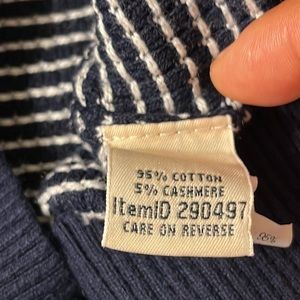 95% COTTON
5% CASHMERE
ItemID 290497
CARE ON REVERSE